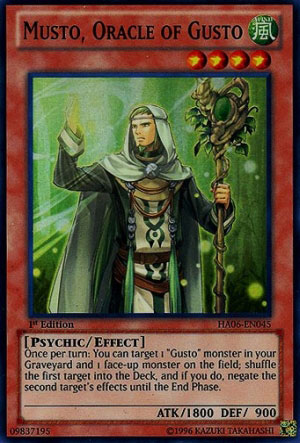 Musto, Oracle of Gusto
風
1st Edition
HA06-EN045
[Psychic/Effect]
Once per turn: You can target 1 "Gusto" monster in your
Graveyard and 1 face-up monster on the field; shuffle
the first target into the Deck, and if you do, negate
the second target's effects until the End Phase.
ATK/1800 DEF/ 900
09837195
©1996 KAZUKI TAKAHASHI